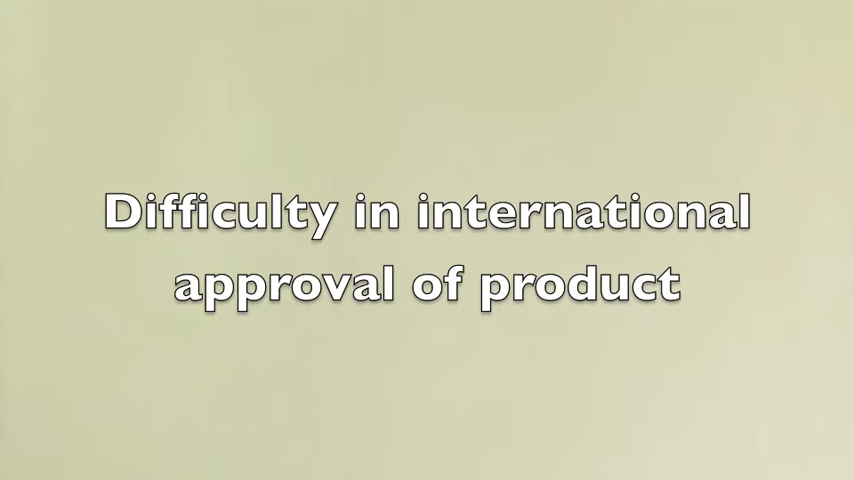 Difficulty in international
approval of product